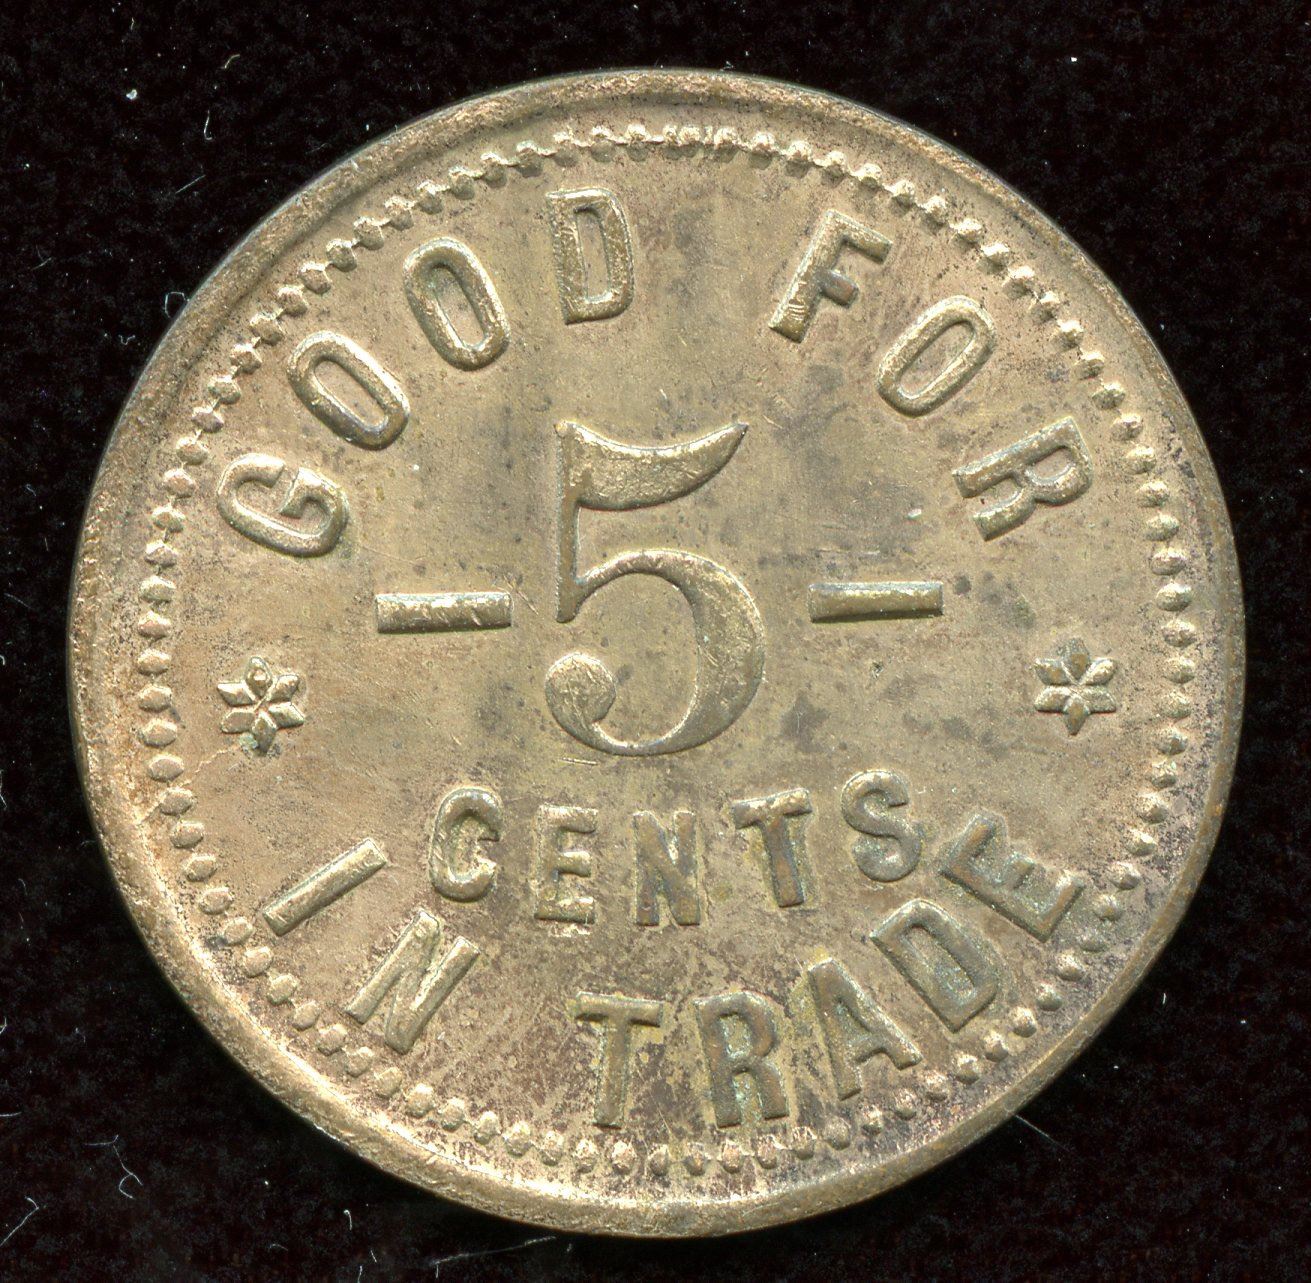 GOOD FOR
- 5 -
CENTS
IN TRADE